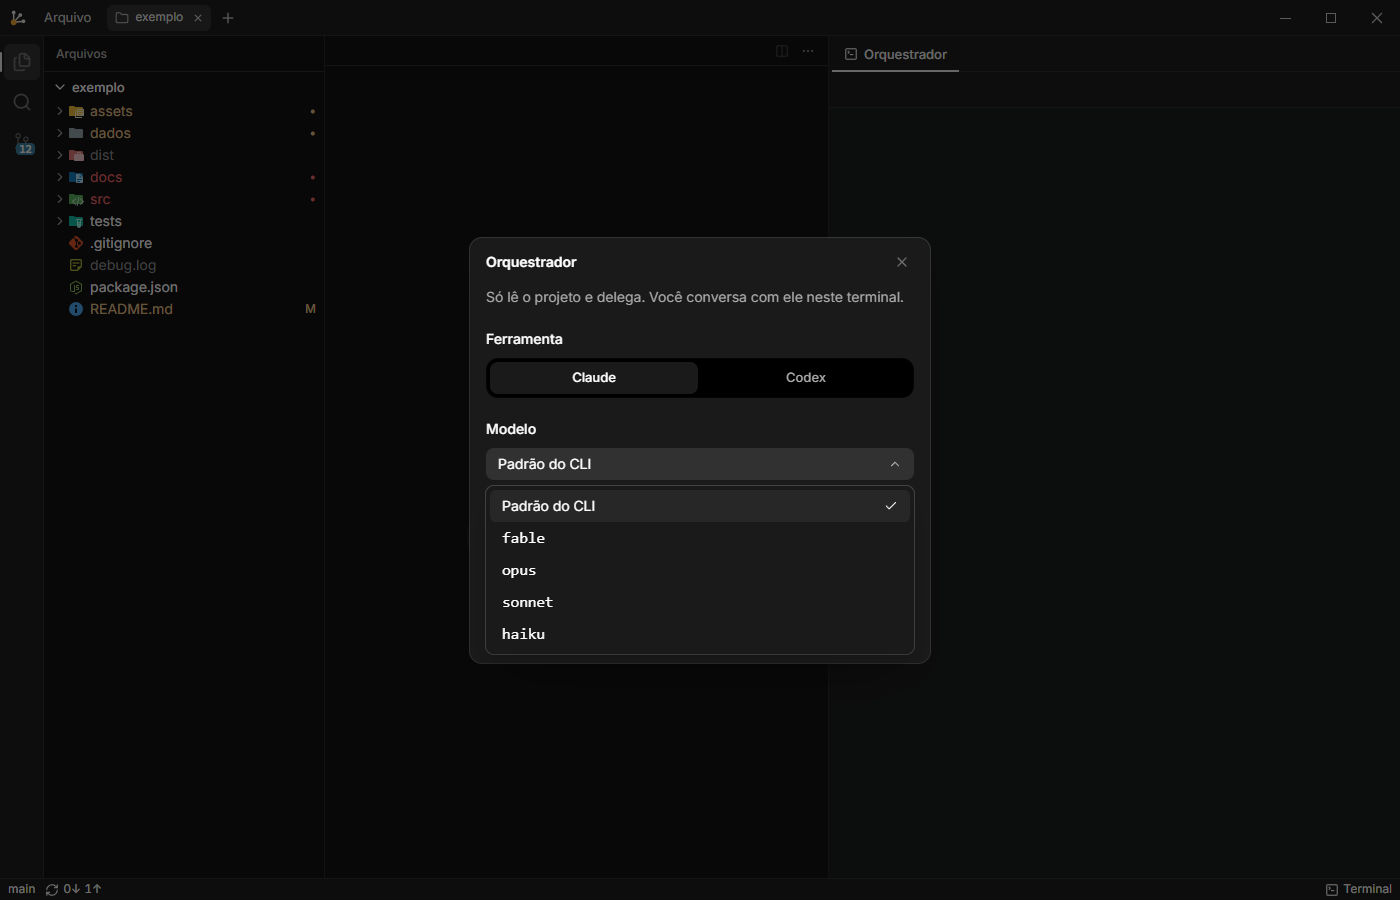 Arquivo
exemplo
Arquivos
Orquestrador
exemplo
assets
dados
12
dist
docs
src
tests
.gitignore
debug.log
package.json
README.md M
Orquestrador
Só lê o projeto e delega. Você conversa com ele neste terminal.
Ferramenta
Claude Codex
Modelo
Padrão do CLI
Padrão do CLI
fable
opus
sonnet
haiku
main 0↓ 1↑ Terminal